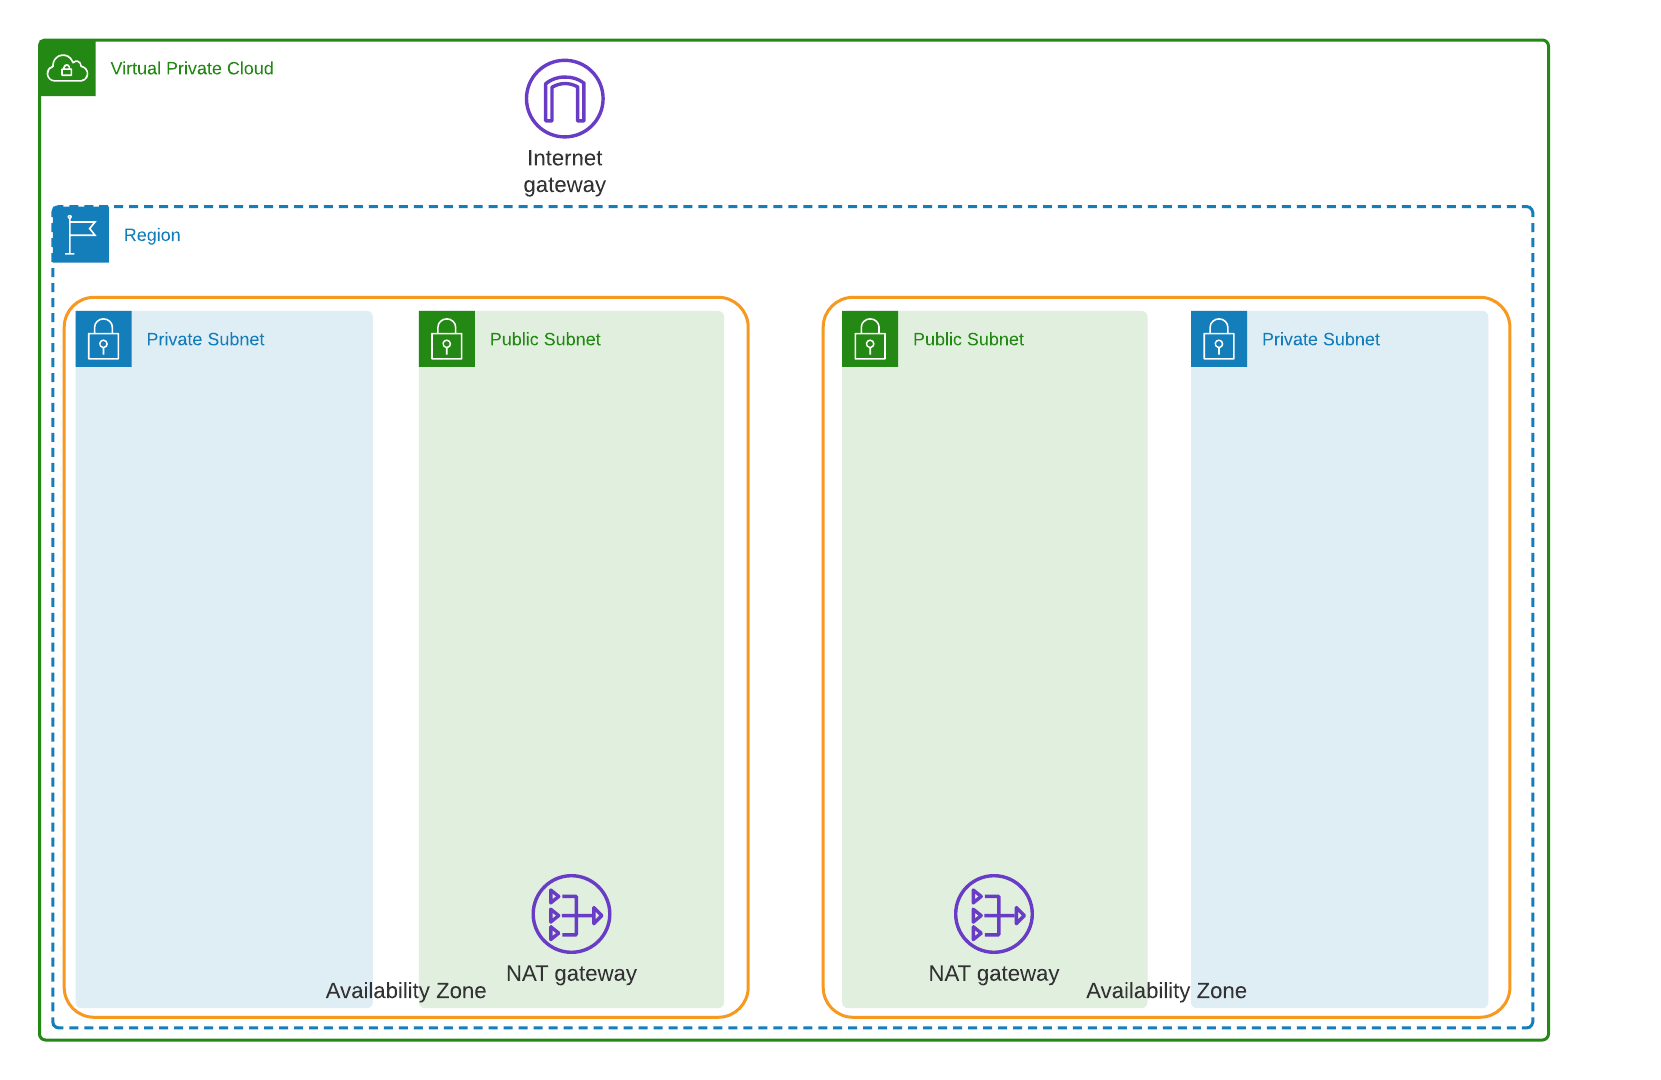 Virtual Private Cloud
Internet
gateway
Region
Private Subnet
Public Subnet
Public Subnet
Private Subnet
NAT gateway
Availability Zone
NAT gateway
Availability Zone